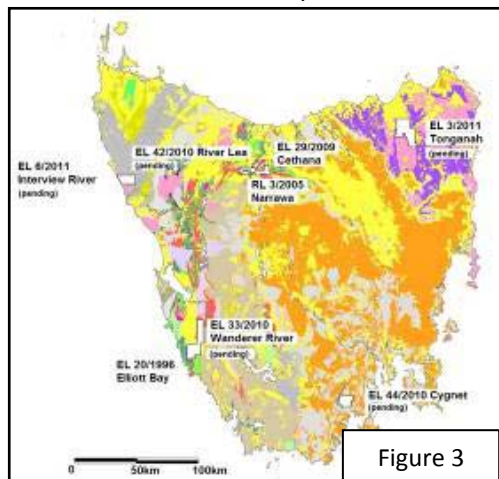 EL 3/2011
Tonganah
(pending)
EL 29/2009
Cethana
EL 42/2010 River Lea
(pending)
EL 6/2011
Interview River
(pending)
RL 3/2005
Narrawa
EL 33/2010
Wanderer River
(pending)
EL 20/1996
Elliott Bay
EL 44/2010 Cygnet
(pending)
0 50km 100km
Figure 3